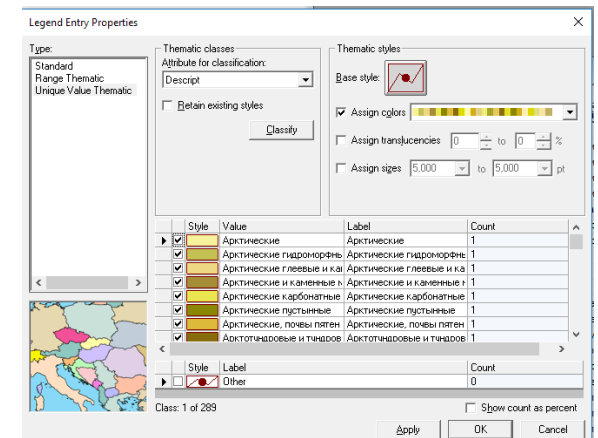 Legend Entry Properties
Type:
Standard
Range Thematic
Unique Value Thematic
Thematic classes
Attribute for classification:
Descript
Retain existing styles
Classify
Thematic styles
Base style:
Assign colors
Assign translucencies 0 to 0 %
Assign sizes 5,000 to 5,000 pt
Style Value Label Count
Арктические Арктические 1
Арктические гидроморфны Арктические гидроморфны 1
Арктические глеевые и ка Арктические глеевые и ка 1
Арктические и каменные Арктические и каменные 1
Арктические карбонатные Арктические карбонатные 1
Арктические пустынные Арктические пустынные 1
Арктические, почвы пятен Арктические, почвы пятен 1
Арктотундровые и тундров Арктотундровые и тундров 1
Style Label Count
Other 0
Class: 1 of 289
Show count as percent
Apply OK Cancel